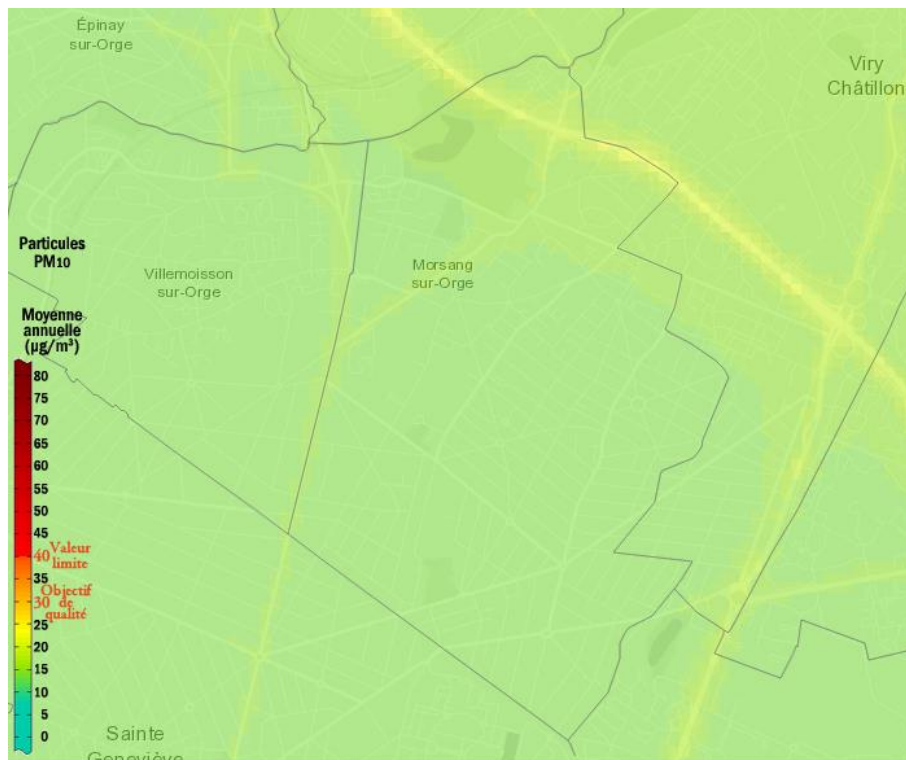 Épinay
sur-Orge
Viry
Châtillon
Villemoisson
sur-Orge
Morsang
sur-Orge
Particules
PM10
Moyenne
annuelle
(µg/m³)
80
75
70
65
60
55
50
45
40 Valeur
limite
35
Objectif
30 de
qualité
25
20
15
10
5
0
Sainte
Geneviève